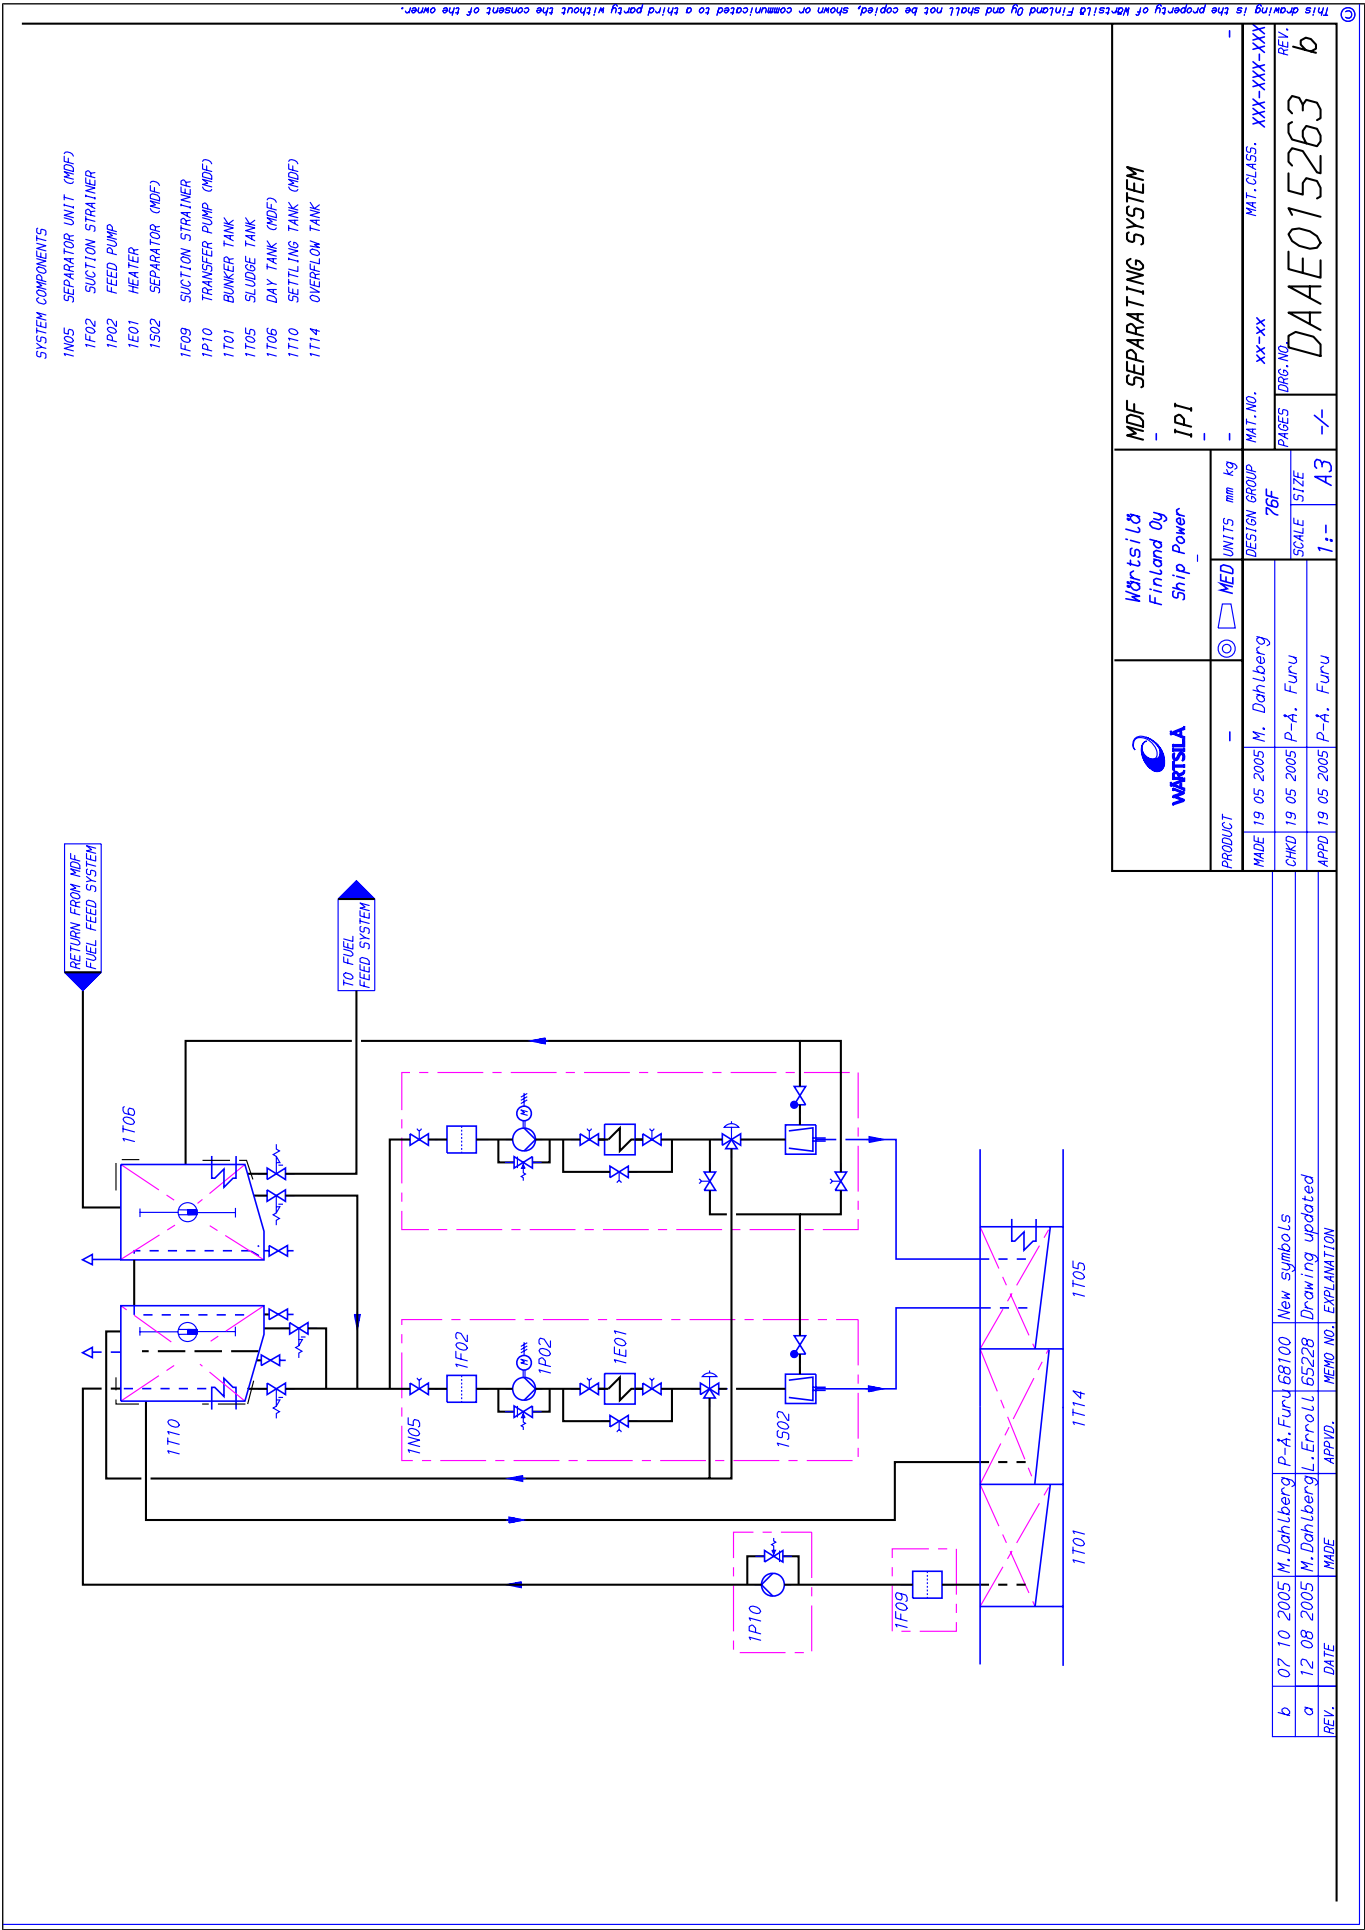 This drawing is the property of Wärtsilä Finland Oy and shall not be copied, shown or communicated to a third party without the consent of the owner.
©
SYSTEM COMPONENTS
1N05 SEPARATOR UNIT (MDF)
1F02 SUCTION STRAINER
1P02 FEED PUMP
1E01 HEATER
1S02 SEPARATOR (MDF)
1F09 SUCTION STRAINER
1P10 TRANSFER PUMP (MDF)
1T01 BUNKER TANK
1T05 SLUDGE TANK
1T06 DAY TANK (MDF)
1T10 SETTLING TANK (MDF)
1T14 OVERFLOW TANK
RETURN FROM MDF
FUEL FEED SYSTEM
TO FUEL
FEED SYSTEM
1T06
1T10
M
M
1N05
1F02
1P02
1E01
1S02
1P10
1F09
1T01
1T14
1T05
WÄRTSILÄ
Wärtsilä
Finland Oy
Ship Power
-
MDF SEPARATING SYSTEM
-
IPI
-
PRODUCT -
MED UNITS mm kg
- -
MADE 19 05 2005 M. Dahlberg
CHKD 19 05 2005 P-Å. Furu
APPD 19 05 2005 P-Å. Furu
DESIGN GROUP
76F
SCALE SIZE
1:- A3
MAT.NO. xx-xx
MAT.CLASS. XXX-XXX-XXX
PAGES DRG.NO. REV.
-/- DAAE015263 b
b 07 10 2005 M.Dahlberg P-Å.Furu 68100 New symbols
a 12 08 2005 M.Dahlberg L.Erroll 65228 Drawing updated
REV. DATE MADE APPVD. MEMO NO. EXPLANATION